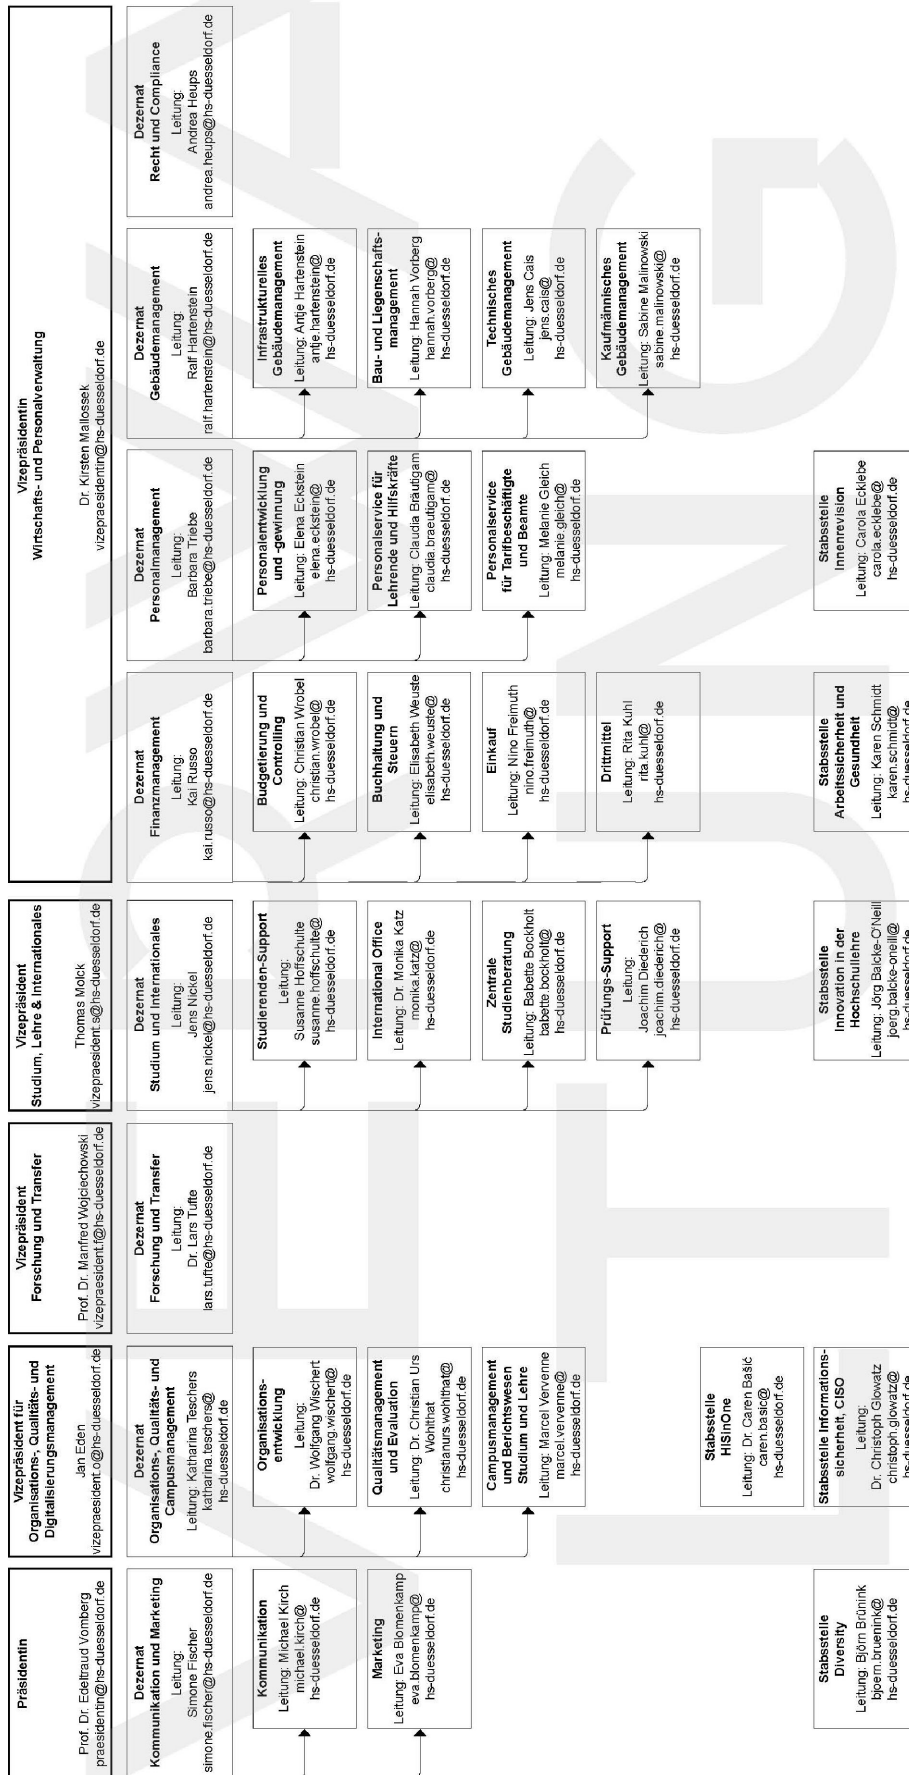 Präsidentin
Prof. Dr. Edeltraud Vomberg
praesidentin@hs-duesseldorf.de
Vizepräsident für
Organisations-, Qualitäts- und
Digitalisierungsmanagement
Jan Eden
vizepraesident.o@hs-duesseldorf.de
Vizepräsident
Forschung und Transfer
Prof. Dr. Manfred Wojciechowski
vizepraesident.f@hs-duesseldorf.de
Vizepräsident
Studium, Lehre & Internationales
Thomas Molck
vizepraesident.s@hs-duesseldorf.de
Vizepräsidentin
Wirtschafts- und Personalverwaltung
Dr. Kirsten Mallossek
vizepraesidentin@hs-duesseldorf.de
Dezernat
Kommunikation und Marketing
Leitung:
Simone Fischer
simone.fischer@hs-duesseldorf.de
Dezernat
Organisations-, Qualitäts- und
Campusmanagement
Leitung: Katharina Teschers
katharina.teschers@
hs-duesseldorf.de
Dezernat
Forschung und Transfer
Leitung:
Dr. Lars Tufte
lars.tufte@hs-duesseldorf.de
Dezernat
Studium und Internationales
Leitung:
Jens Nickel
jens.nickel@hs-duesseldorf.de
Dezernat
Finanzmanagement
Leitung:
Kai Russo
kai.russo@hs-duesseldorf.de
Dezernat
Personalmanagement
Leitung:
Barbara Triebe
barbara.triebe@hs-duesseldorf.de
Dezernat
Gebäudemanagement
Leitung:
Ralf Hartenstein
ralf.hartenstein@hs-duesseldorf.de
Dezernat
Recht und Compliance
Leitung:
Andrea Heups
andrea.heups@hs-duesseldorf.de
Kommunikation
Leitung: Michael Kirch
michael.kirch@
hs-duesseldorf.de
Organisations-
entwicklung
Leitung:
Dr. Wolfgang Wischert
wolfgang.wischert@
hs-duesseldorf.de
Studierenden-Support
Leitung:
Susanne Hoffschulte
susanne.hoffschulte@
hs-duesseldorf.de
Budgetierung und
Controlling
Leitung: Christian Wrobel
christian.wrobel@
hs-duesseldorf.de
Personalentwicklung
und -gewinnung
Leitung: Elena Eckstein
elena.eckstein@
hs-duesseldorf.de
Infrastrukturelles
Gebäudemanagement
Leitung: Antje Hartenstein
antje.hartenstein@
hs-duesseldorf.de
Marketing
Leitung: Eva Blomenkamp
eva.blomenkamp@
hs-duesseldorf.de
Qualitätsmanagement
und Evaluation
Leitung: Dr. Christian Urs
Wohlthat
christianurs.wohlthat@
hs-duesseldorf.de
International Office
Leitung: Dr. Monika Katz
monika.katz@
hs-duesseldorf.de
Buchhaltung und
Steuern
Leitung: Elisabeth Weuste
elisabeth.weuste@
hs-duesseldorf.de
Personalservice für
Lehrende und Hilfskräfte
Leitung: Claudia Bräutigam
claudia.braeutigam@
hs-duesseldorf.de
Bau- und Liegenschafts-
management
Leitung: Hannah Vorberg
hannah.vorberg@
hs-duesseldorf.de
Campusmanagement
und Berichtswesen
Studium und Lehre
Leitung: Marcel Vervenne
marcel.vervenne@
hs-duesseldorf.de
Zentrale
Studienberatung
Leitung: Babette Bockholt
babette.bockholt@
hs-duesseldorf.de
Einkauf
Leitung: Nino Freimuth
nino.freimuth@
hs-duesseldorf.de
Personalservice
für Tarifbeschäftigte
und Beamte
Leitung: Melanie Gleich
melanie.gleich@
hs-duesseldorf.de
Technisches
Gebäudemanagement
Leitung: Jens Cais
jens.cais@
hs-duesseldorf.de
Prüfungs-Support
Leitung:
Joachim Diederich
joachim.diederich@
hs-duesseldorf.de
Drittmittel
Leitung: Rita Kuhl
rita.kuhl@
hs-duesseldorf.de
Kaufmännisches
Gebäudemanagement
Leitung: Sabine Malinowski
sabine.malinowski@
hs-duesseldorf.de
Stabsstelle
HISinOne
Leitung: Dr. Caren Bašić
caren.basic@
hs-duesseldorf.de
Stabsstelle
Diversity
Leitung: Björn Brünink
bjoern.bruenink@
hs-duesseldorf.de
Stabsstelle Informations-
sicherheit, CISO
Leitung:
Dr. Christoph Glowatz
christoph.glowatz@
hs-duesseldorf.de
Stabsstelle
Innovation in der
Hochschullehre
Leitung: Jörg Balcke-O'Neill
joerg.balcke-oneill@
hs-duesseldorf.de
Stabsstelle
Arbeitssicherheit und
Gesundheit
Leitung: Karen Schmidt
karen.schmidt@
hs-duesseldorf.de
Stabsstelle
Innenrevision
Leitung: Carola Ecklebe
carola.ecklebe@
hs-duesseldorf.de
VERWA
LTUNG